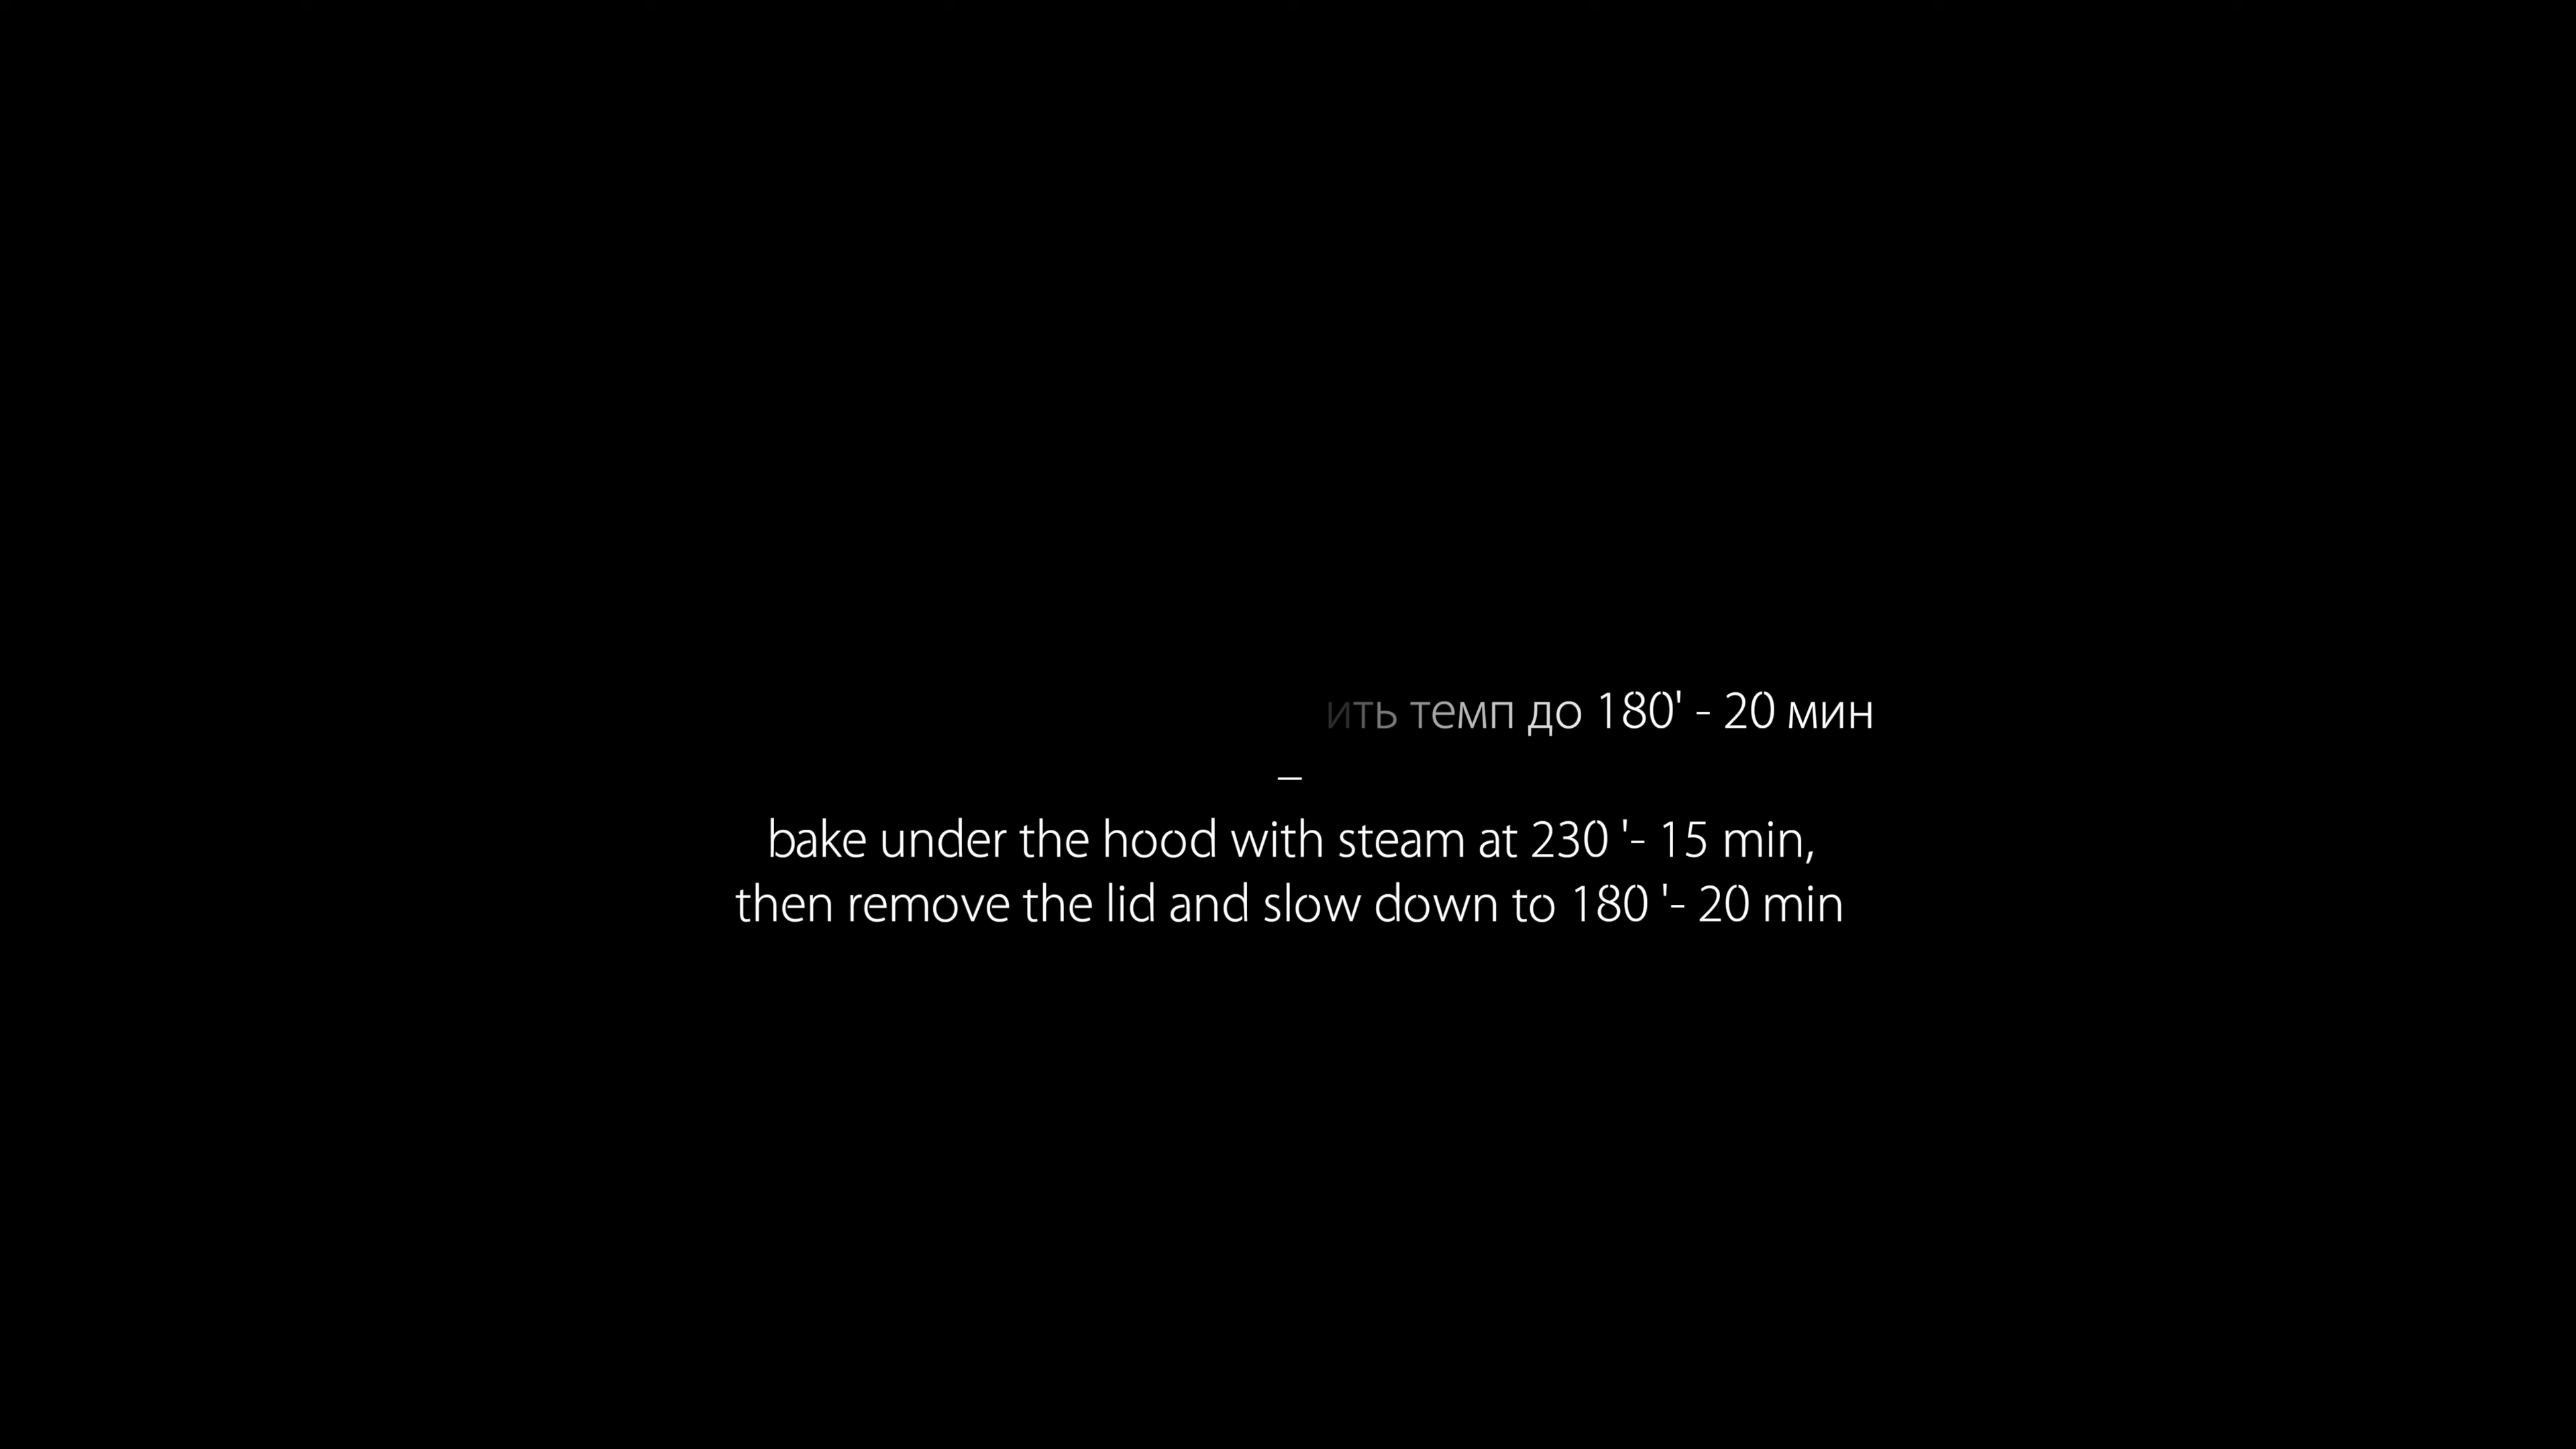 ить темп до 180' - 20 мин
–
bake under the hood with steam at 230 '- 15 min,
then remove the lid and slow down to 180 '- 20 min